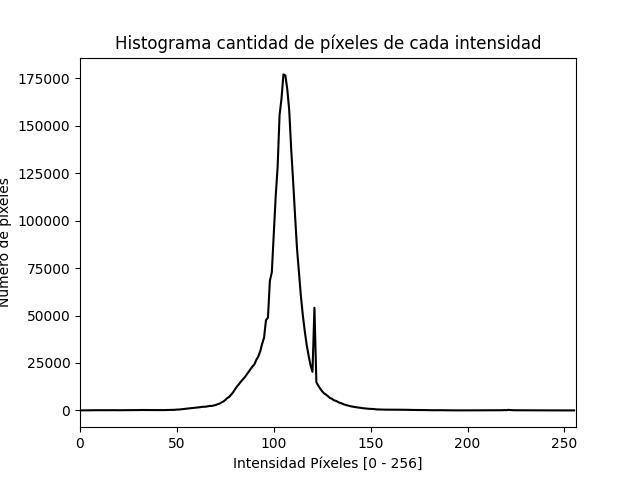 Histograma cantidad de píxeles de cada intensidad
175000
150000
125000
100000
75000
50000
25000
0
Número de píxeles
0 50 100 150 200 250
Intensidad Píxeles [0 - 256]